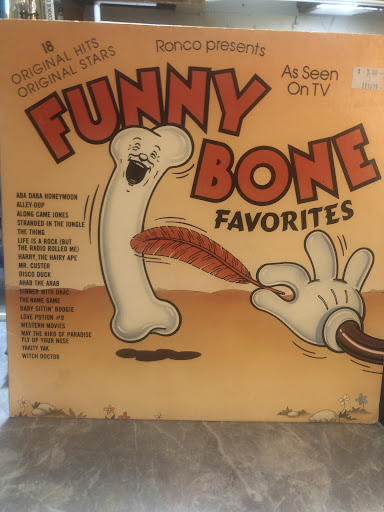 18
ORIGINAL HITS
ORIGINAL STARS
Ronco presents
As Seen
On TV
FUNNY
BONE
FAVORITES
ABA DABA HONEYMOON
ALLEY-OOP
ALONG CAME JONES
STRANDED IN THE JUNGLE
THE THING
LIFE IS A ROCK (BUT
THE RADIO ROLLED ME)
HARRY, THE HAIRY APE
MR. CUSTER
DISCO DUCK
AHAB THE ARAB
DINNER WITH DRAC
THE NAME GAME
BABY SITTIN' BOOGIE
LOVE POTION #9
WESTERN MOVIES
MAY THE BIRD OF PARADISE
FLY UP YOUR NOSE
YAKITY YAK
WITCH DOCTOR